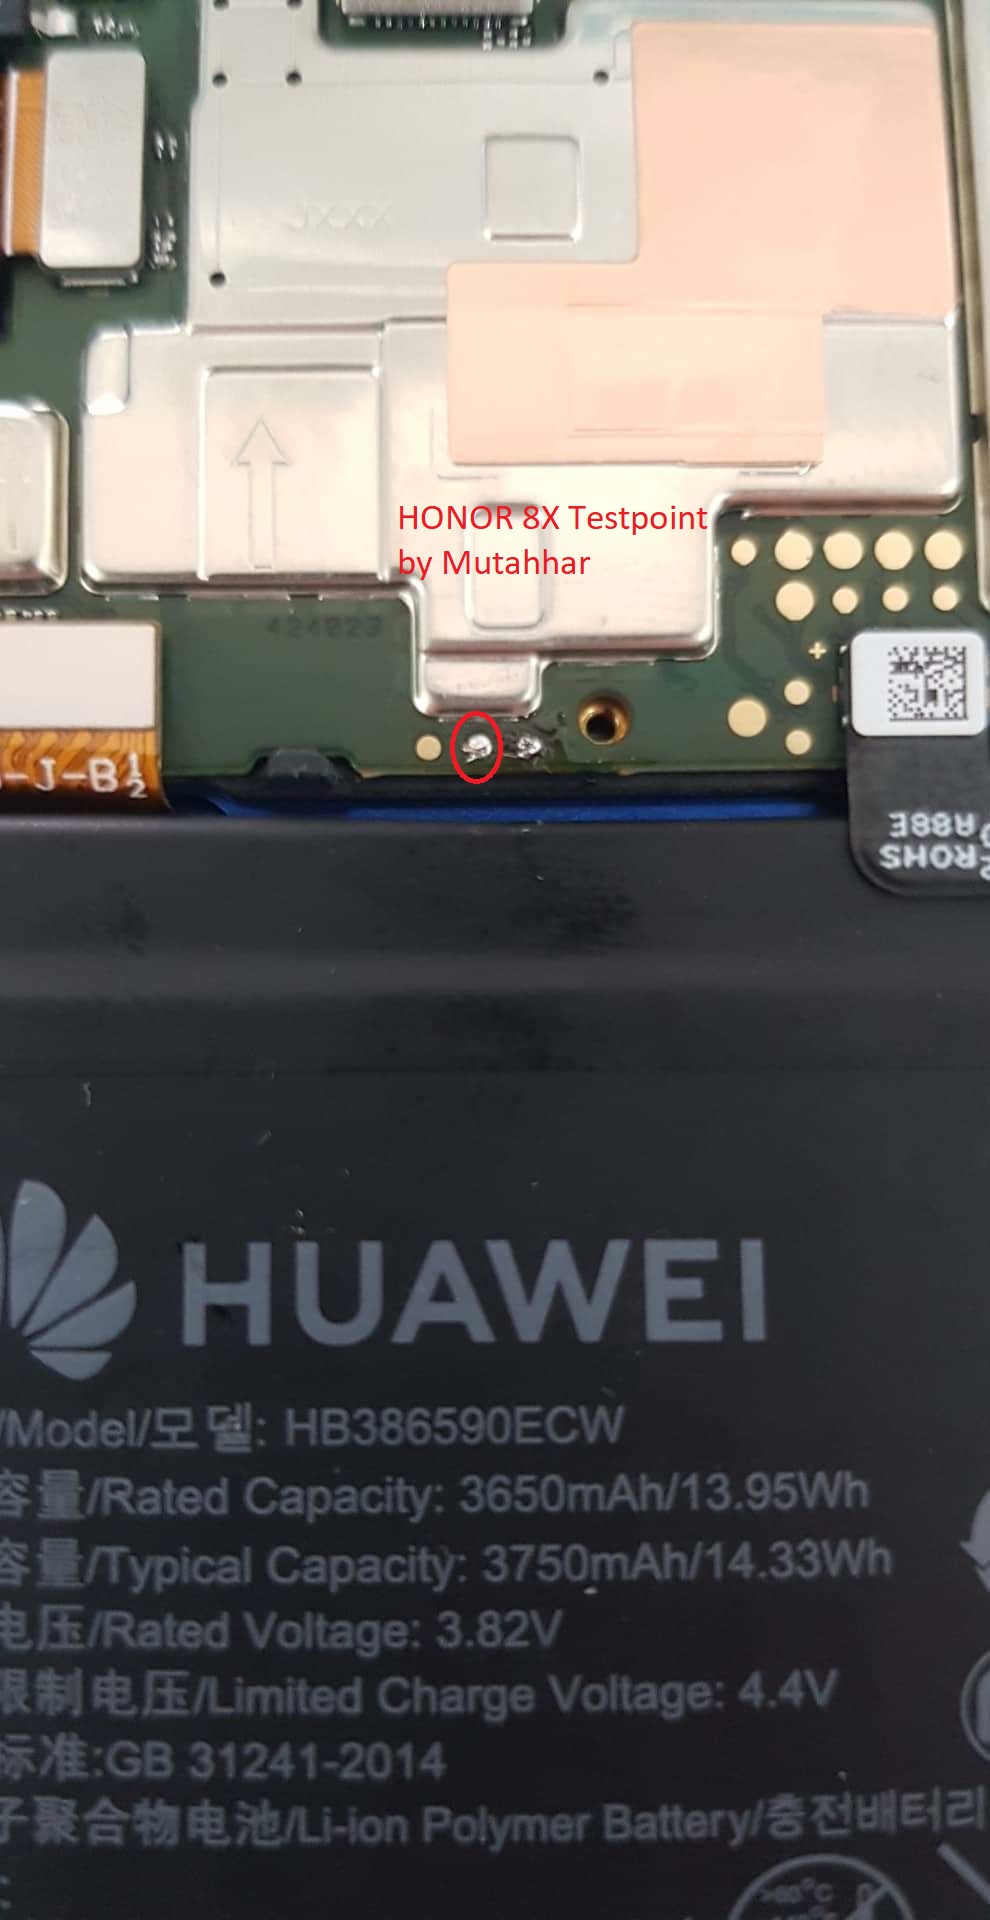 HONOR 8X Testpoint
by Mutahhar
424823
-J-B½
R88E
ROHS
HUAWEI
/Model/모델: HB386590ECW
容量/Rated Capacity: 3650mAh/13.95Wh
容量/Typical Capacity: 3750mAh/14.33Wh
电压/Rated Voltage: 3.82V
限制电压/Limited Charge Voltage: 4.4V
标准:GB 31241-2014
子聚合物电池/Li-ion Polymer Battery/충전배터리